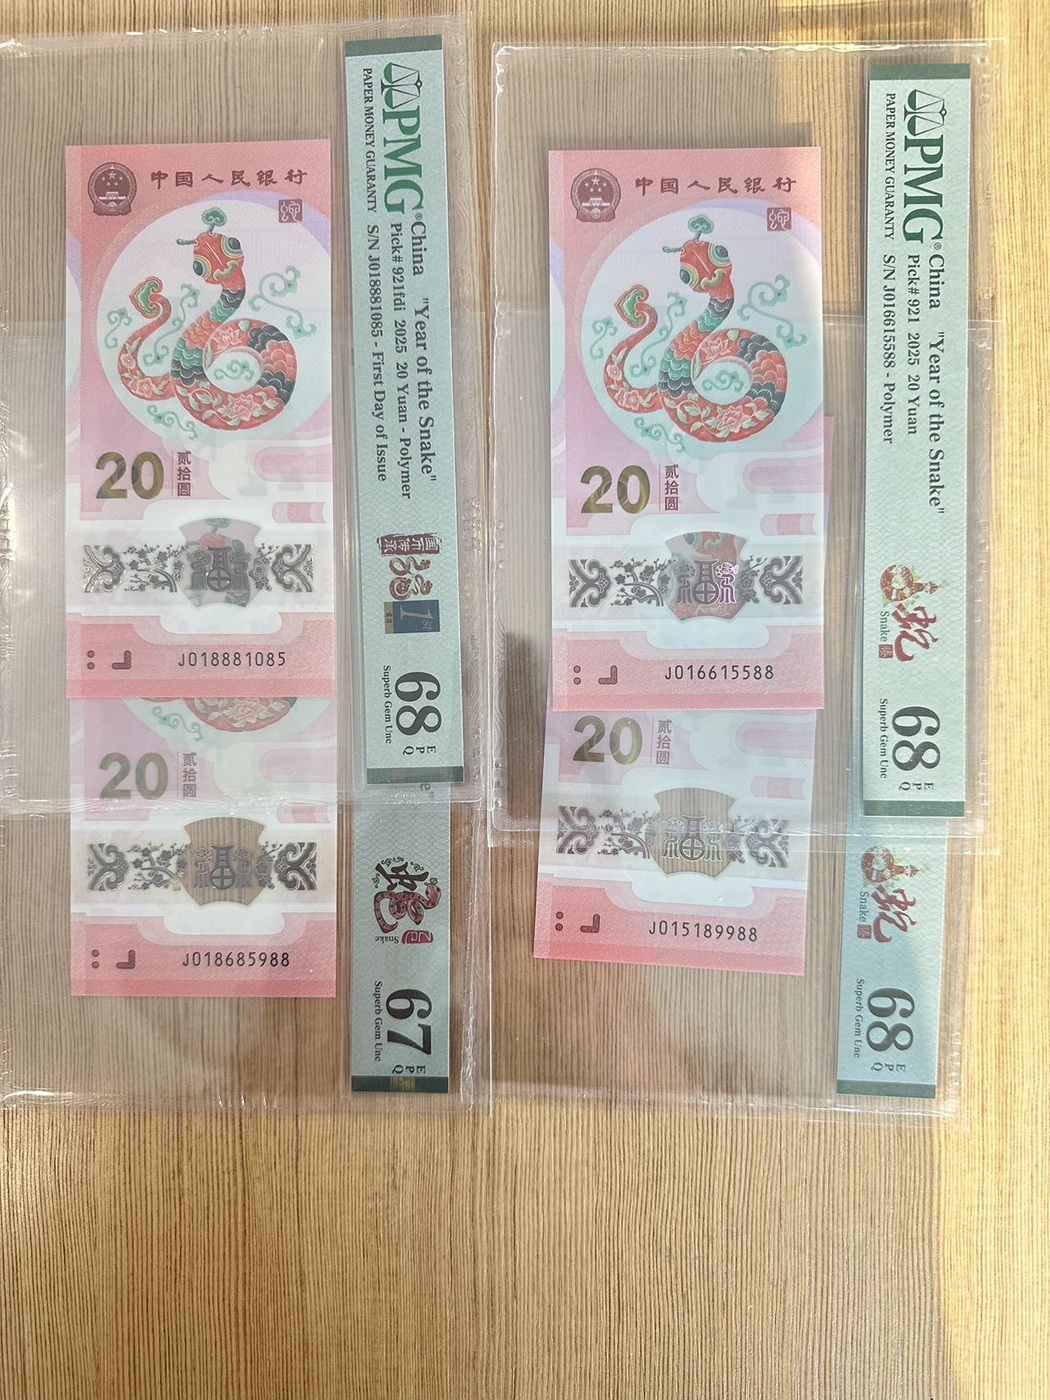 中国人民银行
20
贰拾圆
J018881085
PMG®
PAPER MONEY GUARANTY
China "Year of the Snake"
Pick# 921fdi 2025 20 Yuan - Polymer
S/N J018881085 - First Day of Issue
1st
68 EPQ
Superb Gem Unc
20
贰拾圆
J018685988
蛇
Snake
67 EPQ
Superb Gem Unc
中国人民银行
20
贰拾圆
J016615588
PMG®
PAPER MONEY GUARANTY
China "Year of the Snake"
Pick# 921 2025 20 Yuan
S/N J016615588 - Polymer
蛇
Snake
68 EPQ
Superb Gem Unc
20
贰拾圆
J015189988
蛇
Snake
68 EPQ
Superb Gem Unc